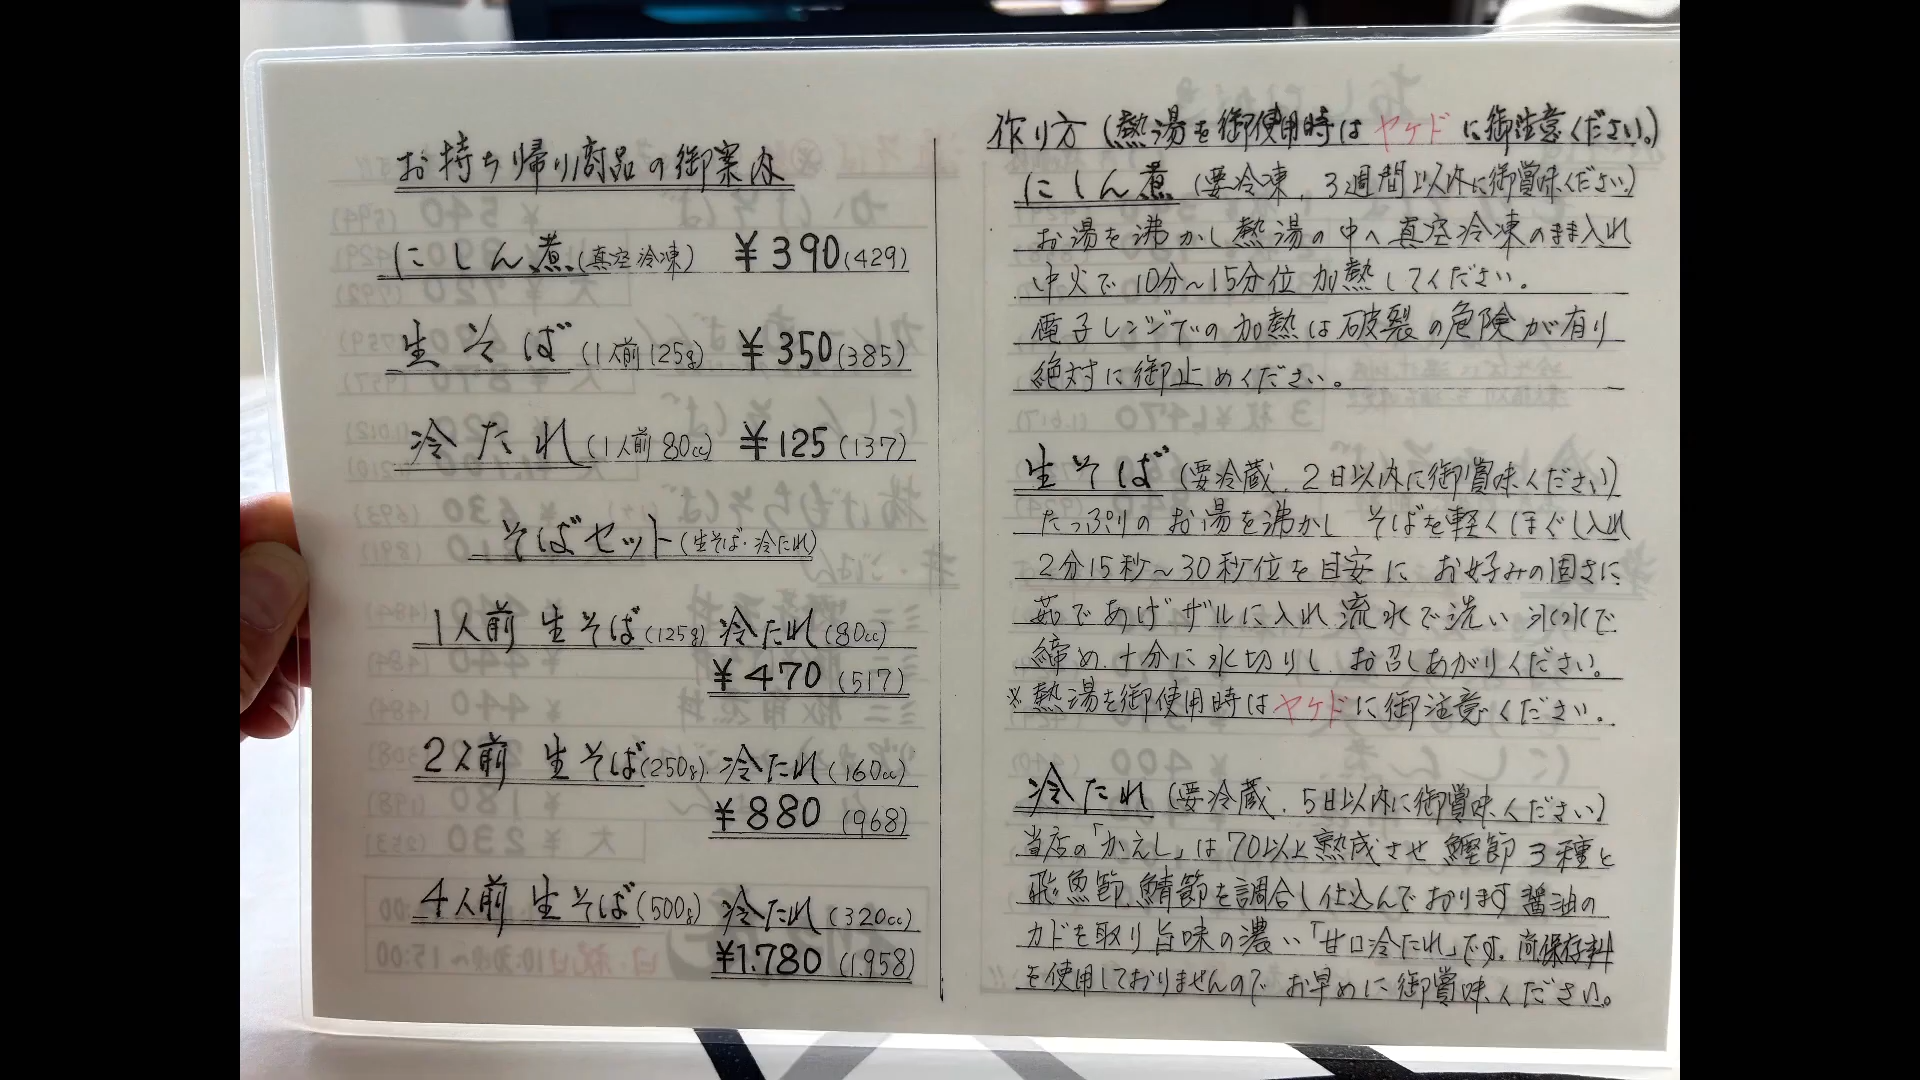 お持ち帰り商品の御案内
にしん煮(真空冷凍) ¥390(429)
生そば(1人前125g) ¥350(385)
冷たれ(1人前80cc) ¥125(137)
そばセット(生そば・冷たれ)
1人前 生そば(125g) 冷たれ(80cc)
¥470(517)
2人前 生そば(250g) 冷たれ(160cc)
¥880(968)
4人前 生そば(500g) 冷たれ(320cc)
¥1.780(1.958)
作り方(熱湯を御使用時はヤケドに御注意ください。)
にしん煮(要冷凍、3週間以内に御賞味ください)
お湯を沸かし熱湯の中へ真空冷凍のまま入れ
中火で10分~15分位加熱してください。
電子レンジでの加熱は破裂の危険が有り
絶対に御止めください。
生そば(要冷蔵、2日以内に御賞味ください)
たっぷりのお湯を沸かし そばを軽くほぐし入れ
2分15秒~30秒位を目安に お好みの固さに
茹であげザルに入れ流水で洗い氷水で
締め、十分に水切りし、お召しあがりください。
※熱湯を御使用時はヤケドに御注意ください。
冷たれ(要冷蔵、5日以内に御賞味ください)
当店の「かえし」は70以上熟成させ 鰹節3種と
飛魚節、鯖節を調合し仕込んでおります 醤油の
カドを取り旨味の濃い「甘口冷たれ」です。尚保存料
を使用しておりませんので お早めに御賞味ください。